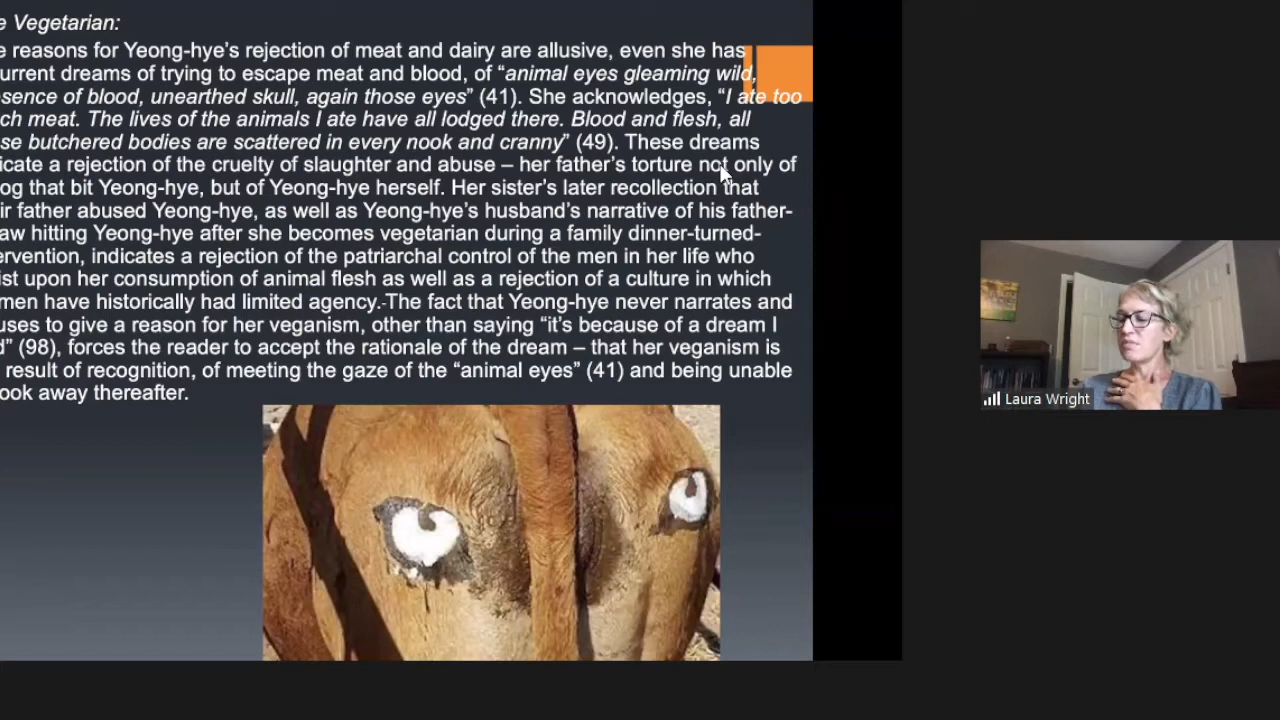 e Vegetarian:
e reasons for Yeong-hye's rejection of meat and dairy are allusive, even she has
urrent dreams of trying to escape meat and blood, of “animal eyes gleaming wild,
sence of blood, unearthed skull, again those eyes” (41). She acknowledges, “I ate too
ch meat. The lives of the animals I ate have all lodged there. Blood and flesh, all
se butchered bodies are scattered in every nook and cranny” (49). These dreams
icate a rejection of the cruelty of slaughter and abuse – her father's torture not only of
og that bit Yeong-hye, but of Yeong-hye herself. Her sister's later recollection that
ir father abused Yeong-hye, as well as Yeong-hye's husband's narrative of his father-
aw hitting Yeong-hye after she becomes vegetarian during a family dinner-turned-
ervention, indicates a rejection of the patriarchal control of the men in her life who
ist upon her consumption of animal flesh as well as a rejection of a culture in which
men have historically had limited agency. The fact that Yeong-hye never narrates and
uses to give a reason for her veganism, other than saying “it's because of a dream I
d” (98), forces the reader to accept the rationale of the dream – that her veganism is
result of recognition, of meeting the gaze of the “animal eyes” (41) and being unable
ook away thereafter.
Laura Wright